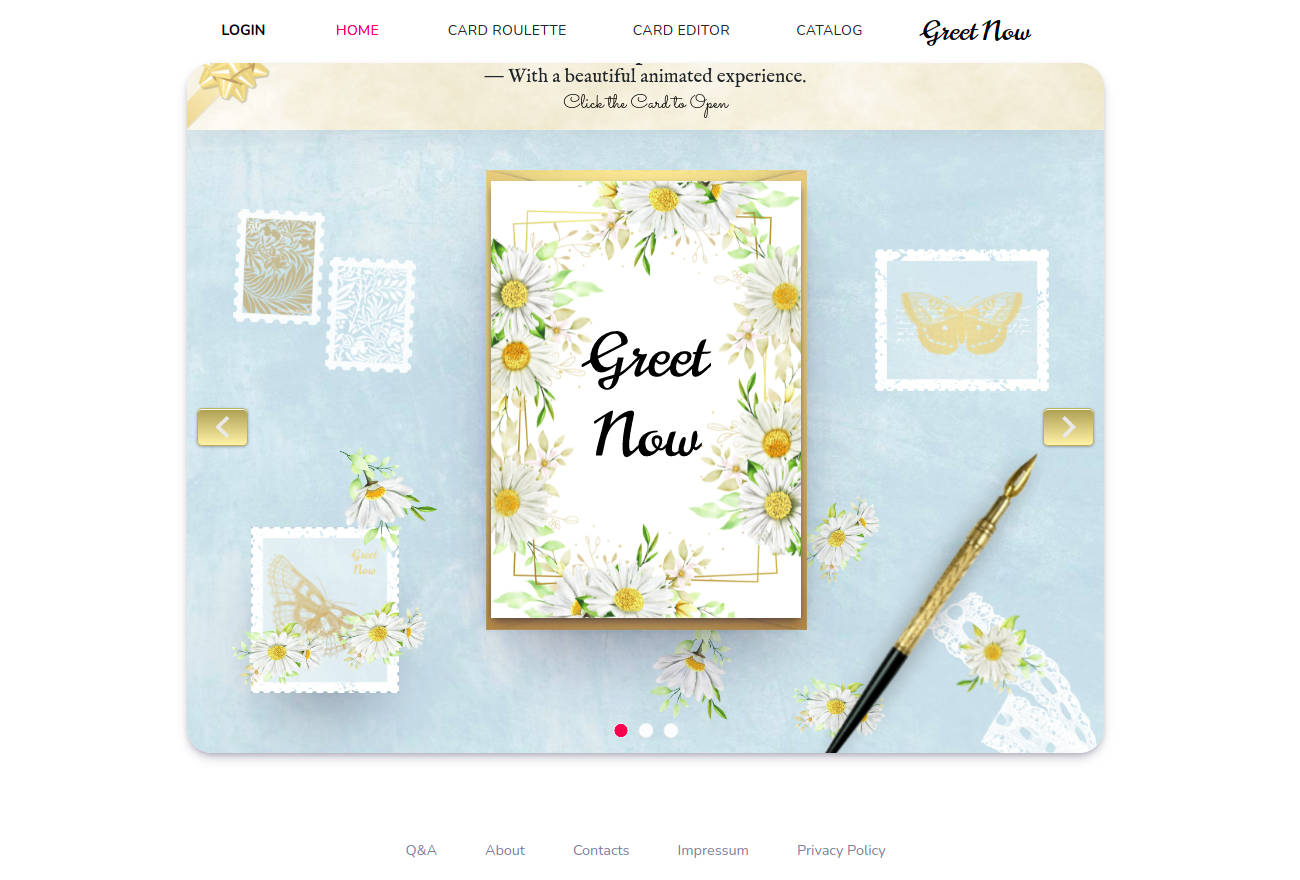 LOGIN HOME CARD ROULETTE CARD EDITOR CATALOG Greet Now
— With a beautiful animated experience.
Click the Card to Open
Greet
Now
Greet
Now
Q&A About Contacts Impressum Privacy Policy